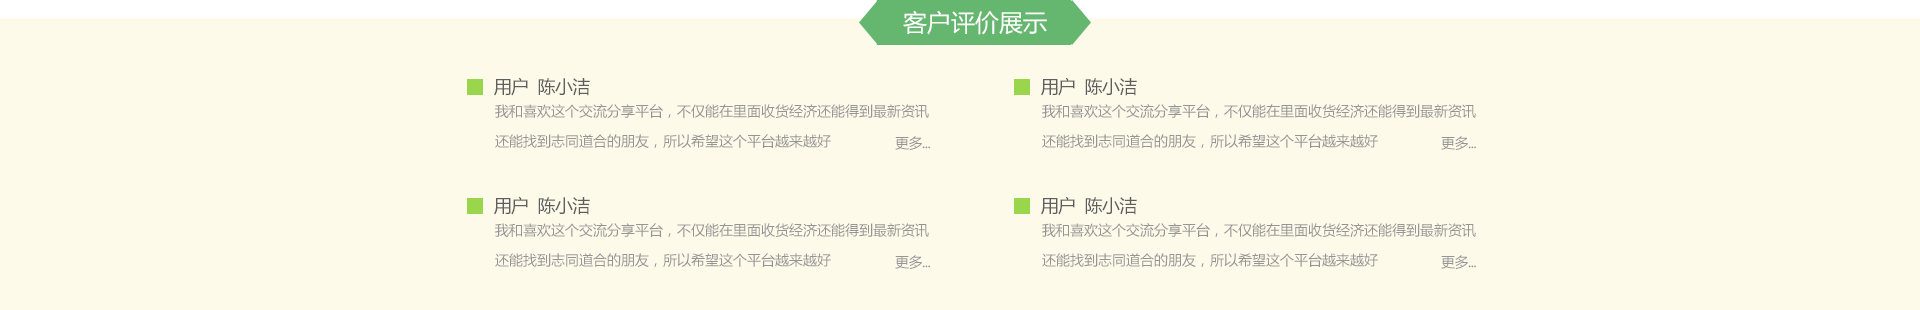 客户评价展示
用户 陈小洁
我和喜欢这个交流分享平台，不仅能在里面收货经济还能得到最新资讯
还能找到志同道合的朋友，所以希望这个平台越来越好
更多...
用户 陈小洁
我和喜欢这个交流分享平台，不仅能在里面收货经济还能得到最新资讯
还能找到志同道合的朋友，所以希望这个平台越来越好
更多...
用户 陈小洁
我和喜欢这个交流分享平台，不仅能在里面收货经济还能得到最新资讯
还能找到志同道合的朋友，所以希望这个平台越来越好
更多...
用户 陈小洁
我和喜欢这个交流分享平台，不仅能在里面收货经济还能得到最新资讯
还能找到志同道合的朋友，所以希望这个平台越来越好
更多...